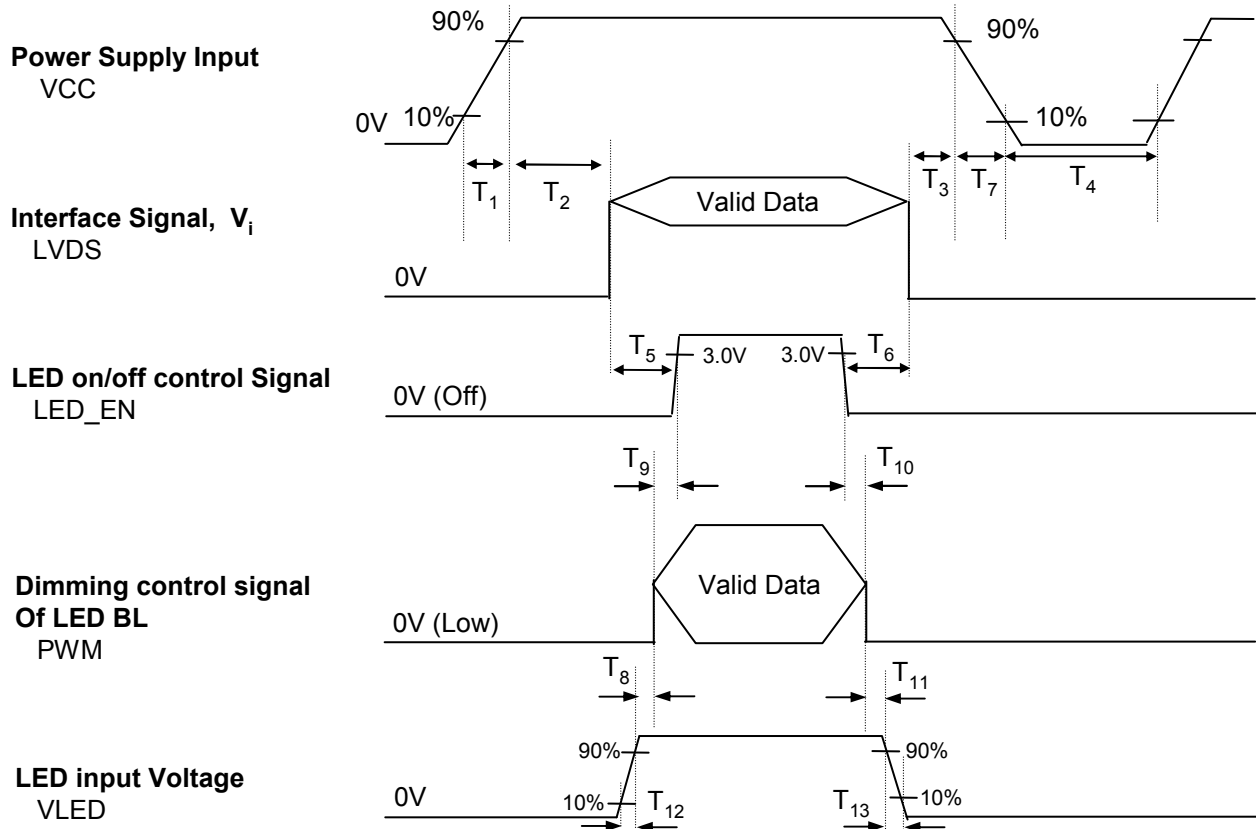 90%
90%
Power Supply Input
VCC
10%
10%
0V
T1
T2
T3
T7
T4
Valid Data
Interface Signal, Vi
LVDS
0V
T5
3.0V
3.0V
T6
LED on/off control Signal
LED_EN
0V (Off)
T9
T10
Dimming control signal
Of LED BL
PWM
Valid Data
0V (Low)
T8
T11
90%
90%
LED input Voltage
VLED
0V
10%
T12
T13
10%